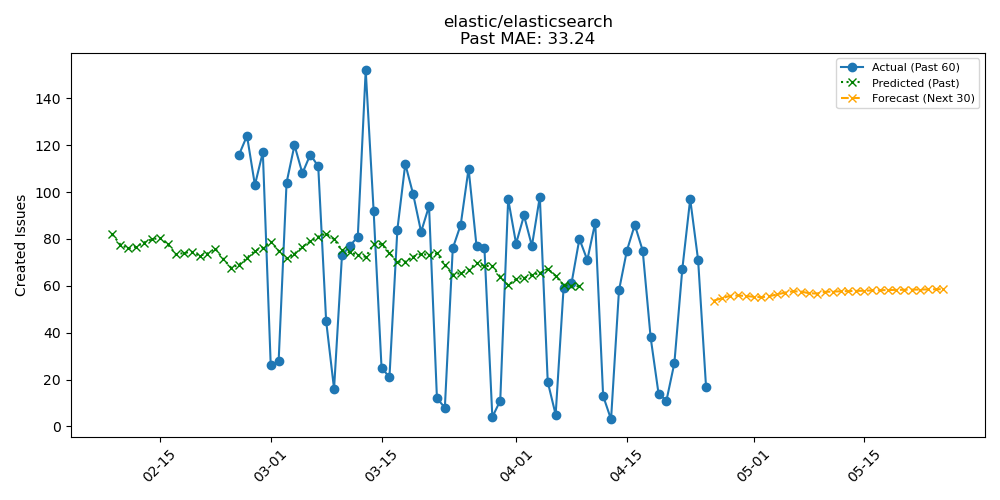 elastic/elasticsearch
Past MAE: 33.24
Actual (Past 60)
Predicted (Past)
Forecast (Next 30)
Created Issues
140
120
100
80
60
40
20
0
02-15
03-01
03-15
04-01
04-15
05-01
05-15